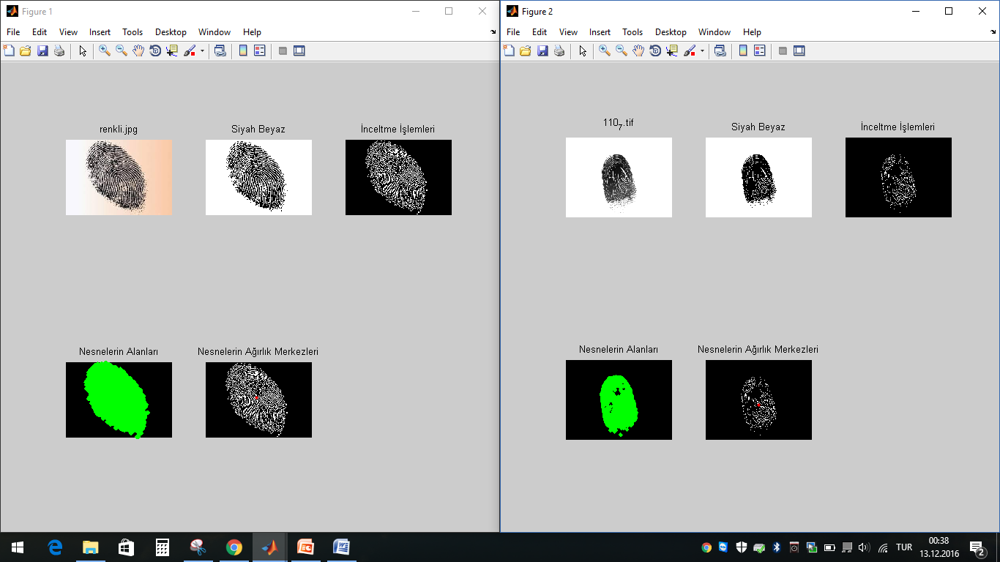 Figure 1
File Edit View Insert Tools Desktop Window Help
renkli.jpg
Siyah Beyaz
İnceltme İşlemleri
Nesnelerin Alanları
Nesnelerin Ağırlık Merkezleri
Figure 2
File Edit View Insert Tools Desktop Window Help
110₇.tif
Siyah Beyaz
İnceltme İşlemleri
Nesnelerin Alanları
Nesnelerin Ağırlık Merkezleri
TUR
00:38
13.12.2016
2